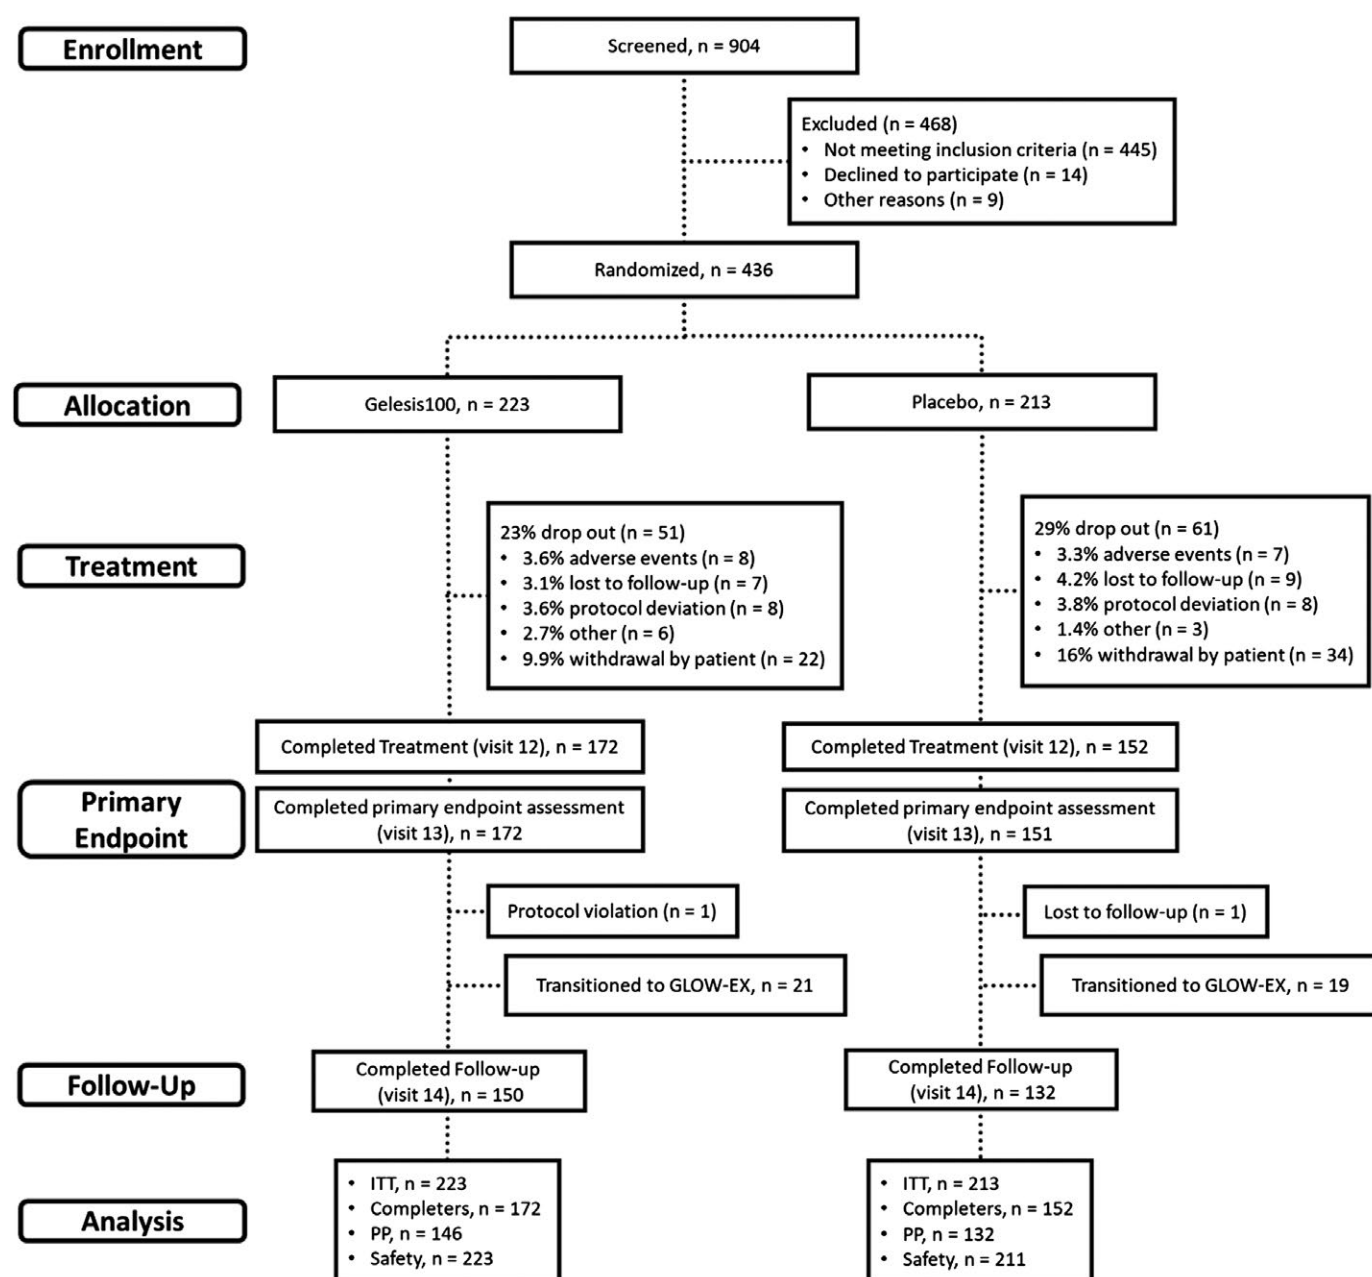 Enrollment
Screened, n = 904
Excluded (n = 468)
• Not meeting inclusion criteria (n = 445)
• Declined to participate (n = 14)
• Other reasons (n = 9)
Randomized, n = 436
Allocation
Gelesis100, n = 223
Placebo, n = 213
Treatment
23% drop out (n = 51)
• 3.6% adverse events (n = 8)
• 3.1% lost to follow-up (n = 7)
• 3.6% protocol deviation (n = 8)
• 2.7% other (n = 6)
• 9.9% withdrawal by patient (n = 22)
29% drop out (n = 61)
• 3.3% adverse events (n = 7)
• 4.2% lost to follow-up (n = 9)
• 3.8% protocol deviation (n = 8)
• 1.4% other (n = 3)
• 16% withdrawal by patient (n = 34)
Completed Treatment (visit 12), n = 172
Completed Treatment (visit 12), n = 152
Primary
Endpoint
Completed primary endpoint assessment
(visit 13), n = 172
Completed primary endpoint assessment
(visit 13), n = 151
Protocol violation (n = 1)
Lost to follow-up (n = 1)
Transitioned to GLOW-EX, n = 21
Transitioned to GLOW-EX, n = 19
Follow-Up
Completed Follow-up
(visit 14), n = 150
Completed Follow-up
(visit 14), n = 132
Analysis
• ITT, n = 223
• Completers, n = 172
• PP, n = 146
• Safety, n = 223
• ITT, n = 213
• Completers, n = 152
• PP, n = 132
• Safety, n = 211